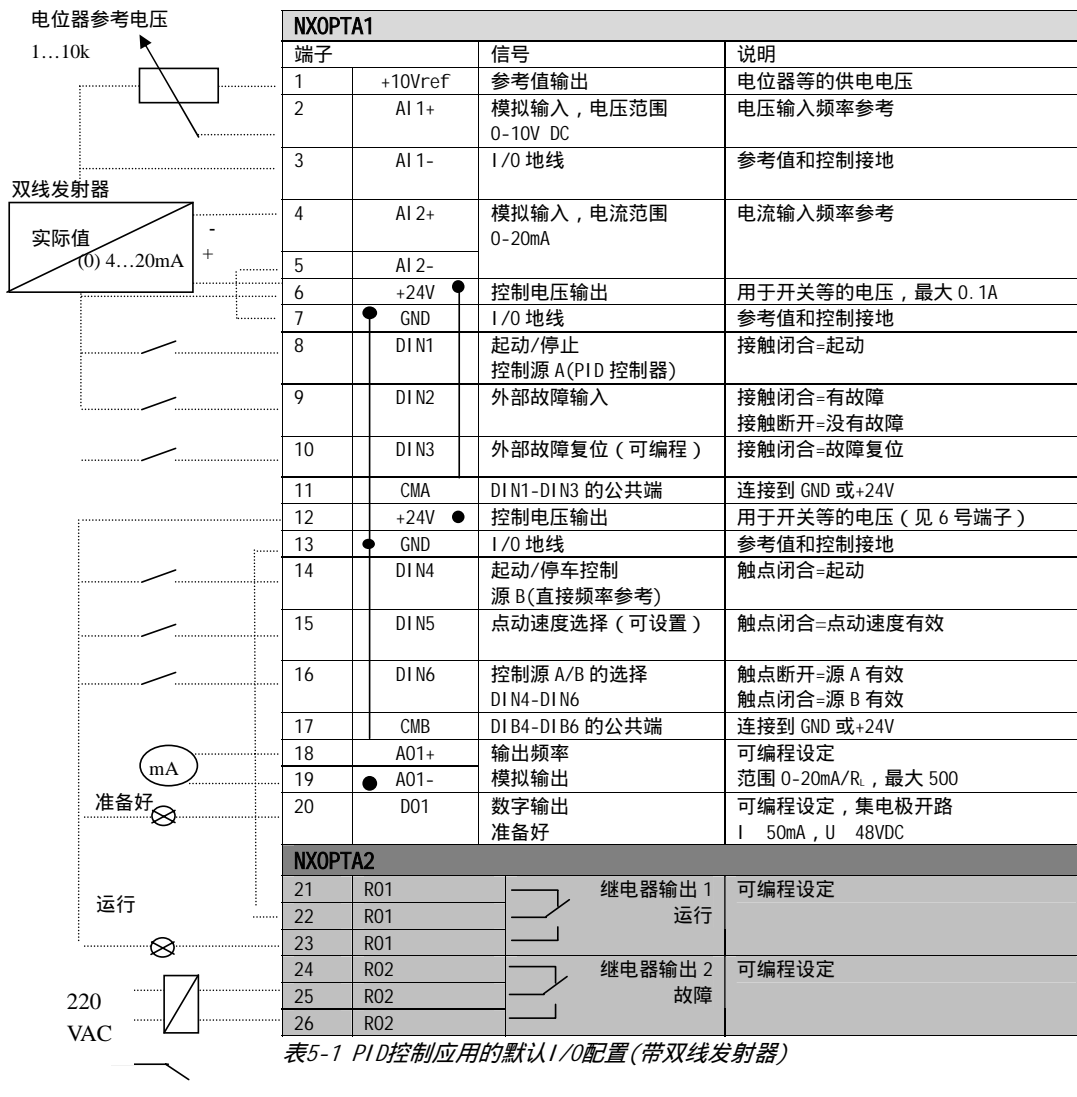 电位器参考电压
1…10k
双线发射器
实际值
(0) 4…20mA
-
+
准备好
mA
运行
220
VAC
NXOPTA1
端子 信号 说明
1 +10Vref 参考值输出 电位器等的供电电压
2 AI1+ 模拟输入，电压范围 电压输入频率参考
0-10V DC
3 AI1- I/O 地线 参考值和控制接地
4 AI2+ 模拟输入，电流范围 电流输入频率参考
0-20mA
5 AI2-
6 +24V 控制电压输出 用于开关等的电压，最大 0.1A
7 GND I/O 地线 参考值和控制接地
8 DIN1 起动/停止 接触闭合=起动
控制源 A(PID 控制器)
9 DIN2 外部故障输入 接触闭合=有故障
接触断开=没有故障
10 DIN3 外部故障复位（可编程） 接触闭合=故障复位
11 CMA DIN1-DIN3 的公共端 连接到 GND 或+24V
12 +24V 控制电压输出 用于开关等的电压（见 6 号端子）
13 GND I/O 地线 参考值和控制接地
14 DIN4 起动/停车控制 触点闭合=起动
源 B(直接频率参考)
15 DIN5 点动速度选择（可设置） 触点闭合=点动速度有效
16 DIN6 控制源 A/B 的选择 触点断开=源 A 有效
DIN4-DIN6 触点闭合=源 B 有效
17 CMB DIB4-DIB6 的公共端 连接到 GND 或+24V
18 AO1+ 输出频率 可编程设定
19 AO1- 模拟输出 范围 0-20mA/RL，最大 500
20 DO1 数字输出 可编程设定，集电极开路
准备好 I 50mA，U 48VDC
NXOPTA2
21 RO1 继电器输出 1 可编程设定
22 RO1 运行
23 RO1
24 RO2 继电器输出 2 可编程设定
25 RO2 故障
26 RO2
表5-1 PID控制应用的默认I/O配置(带双线发射器)